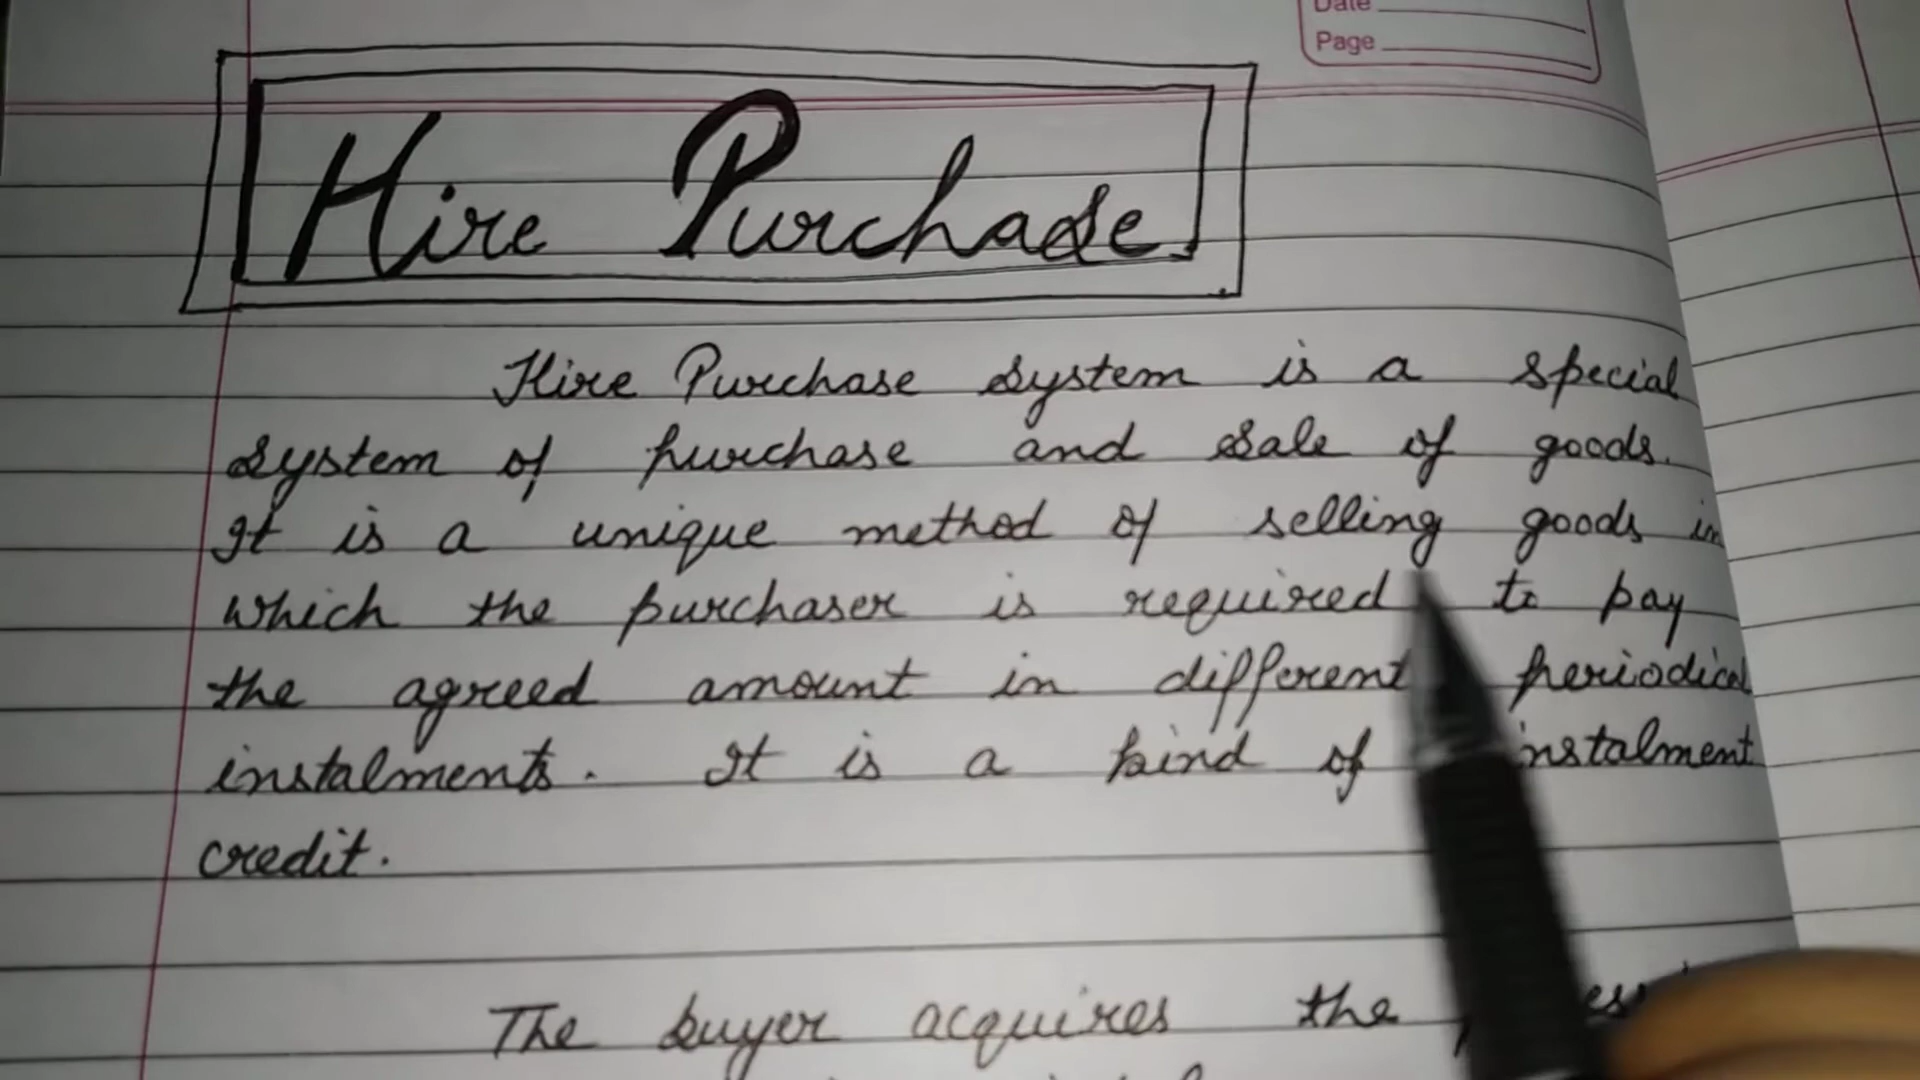 Date
Page
Hire Purchase
Hire Purchase system is a special
system of purchase and sale of goods.
It is a unique method of selling goods in
which the purchaser is required to pay
the agreed amount in different periodical
instalments. It is a kind of instalment
credit.
The buyer acquires the